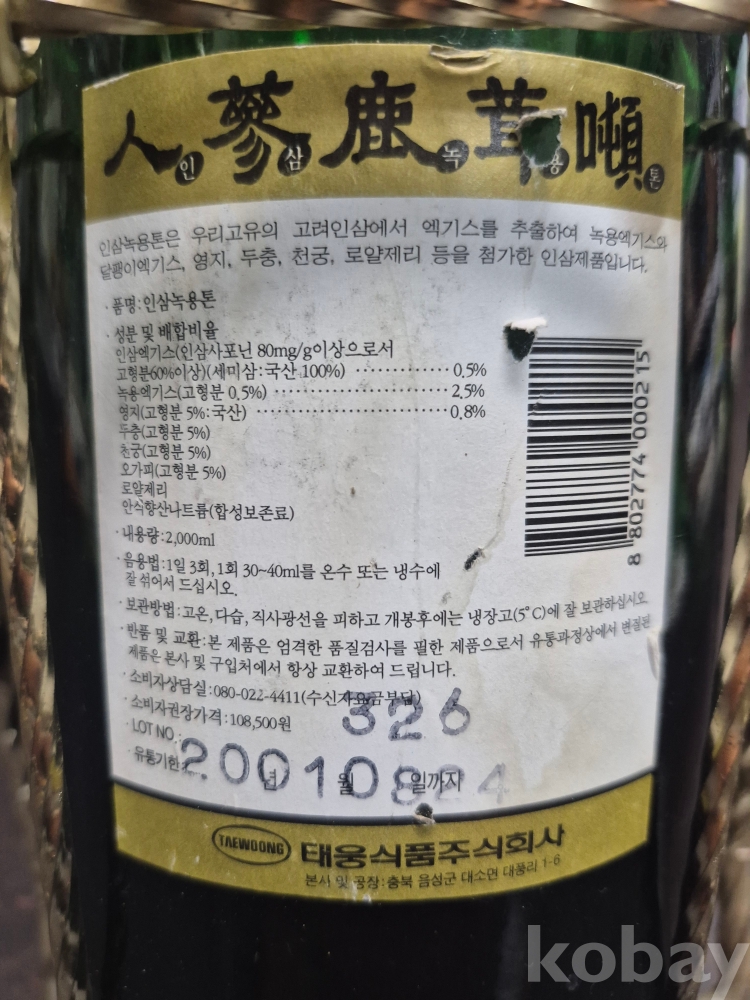 人蔘鹿茸噸
인삼녹용톤
인삼녹용톤은 우리고유의 고려인삼에서 엑기스를 추출하여 녹용엑기스와
달팽이엑기스, 영지, 두충, 천궁, 로얄제리 등을 첨가한 인삼제품입니다.
· 품명:인삼녹용톤
· 성분 및 배합비율
인삼엑기스(인삼사포닌 80mg/g이상으로서
고형분60%이상)(세미삼:국산 100%) ············ 0.5%
녹용엑기스(고형분 0.5%) ························ 2.5%
영지(고형분 5%:국산) ··························· 0.8%
두충(고형분 5%)
천궁(고형분 5%)
오가피(고형분 5%)
로얄제리
안식향산나트륨(합성보존료)
· 내용량:2,000ml
· 음용법:1일 3회, 1회 30~40ml를 온수 또는 냉수에
잘 섞어서 드십시오.
· 보관방법:고온, 다습, 직사광선을 피하고 개봉후에는 냉장고(5°C)에 잘 보관하십시오
· 반품 및 교환:본 제품은 엄격한 품질검사를 필한 제품으로서 유통과정상에서 변질된
제품은 본사 및 구입처에서 항상 교환하여 드립니다.
· 소비자상담실:080-022-4411(수신자요금부담)
· 소비자권장가격:108,500원
326
· LOT NO.:
· 유통기한: 년 월 일까지
8 802774 000215
TAEWOONG 태웅식품주식회사
본사 및 공장:충북 음성군 대소면 대풍리 1-6
kobay